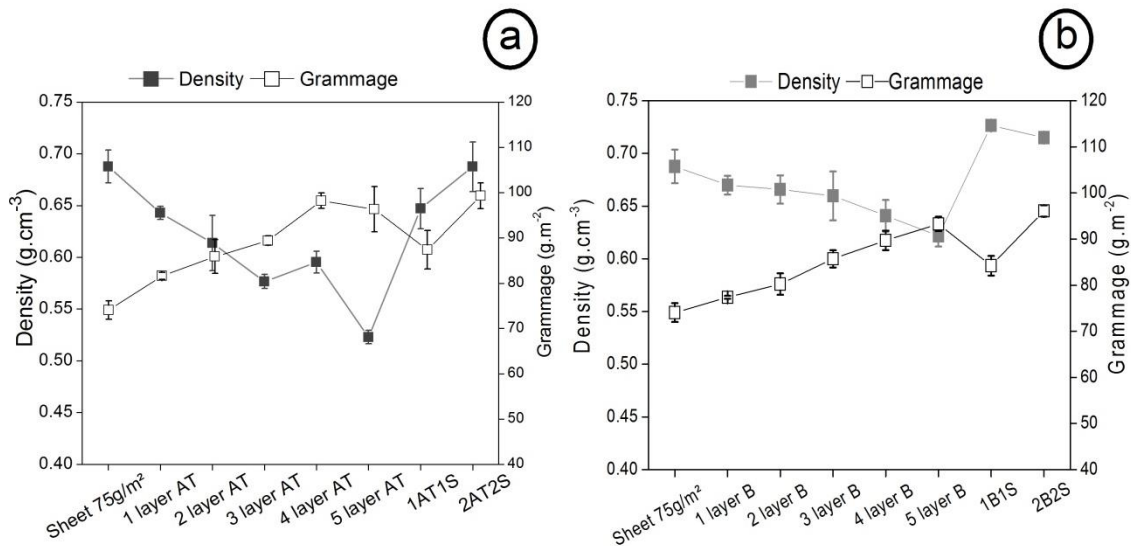 a
Density Grammage
0.75
0.70
0.65
0.60
0.55
0.50
0.45
0.40
Density (g.cm⁻³)
120
110
100
90
80
70
60
50
40
Grammage (g.m⁻²)
Sheet 75g/m²
1 layer AT
2 layer AT
3 layer AT
4 layer AT
5 layer AT
1AT1S
2AT2S
b
Density Grammage
0.75
0.70
0.65
0.60
0.55
0.50
0.45
0.40
Density (g.cm⁻³)
120
110
100
90
80
70
60
50
40
Grammage (g.m⁻²)
Sheet 75g/m²
1 layer B
2 layer B
3 layer B
4 layer B
5 layer B
1B1S
2B2S